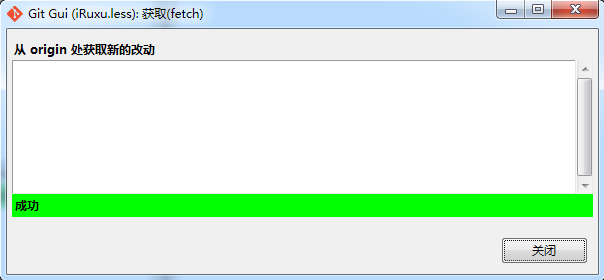 Git Gui (iRuxu.less): 获取(fetch)
从 origin 处获取新的改动
成功
关闭